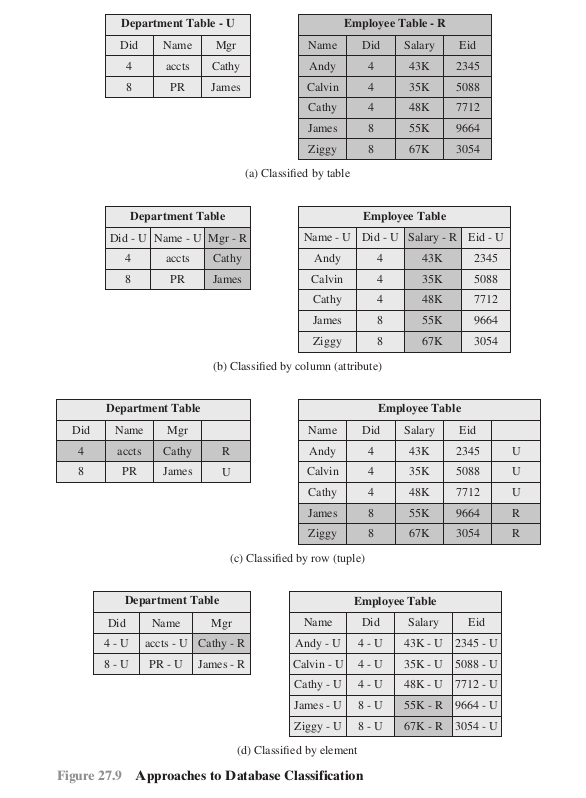 Department Table - U
Did Name Mgr
4 accts Cathy
8 PR James
Employee Table - R
Name Did Salary Eid
Andy 4 43K 2345
Calvin 4 35K 5088
Cathy 4 48K 7712
James 8 55K 9664
Ziggy 8 67K 3054
(a) Classified by table
Department Table
Did - U Name - U Mgr - R
4 accts Cathy
8 PR James
Employee Table
Name - U Did - U Salary - R Eid - U
Andy 4 43K 2345
Calvin 4 35K 5088
Cathy 4 48K 7712
James 8 55K 9664
Ziggy 8 67K 3054
(b) Classified by column (attribute)
Department Table
Did Name Mgr
4 accts Cathy R
8 PR James U
Employee Table
Name Did Salary Eid
Andy 4 43K 2345 U
Calvin 4 35K 5088 U
Cathy 4 48K 7712 U
James 8 55K 9664 R
Ziggy 8 67K 3054 R
(c) Classified by row (tuple)
Department Table
Did Name Mgr
4 - U accts - U Cathy - R
8 - U PR - U James - R
Employee Table
Name Did Salary Eid
Andy - U 4 - U 43K - U 2345 - U
Calvin - U 4 - U 35K - U 5088 - U
Cathy - U 4 - U 48K - U 7712 - U
James - U 8 - U 55K - R 9664 - U
Ziggy - U 8 - U 67K - R 3054 - U
(d) Classified by element
Figure 27.9 Approaches to Database Classification